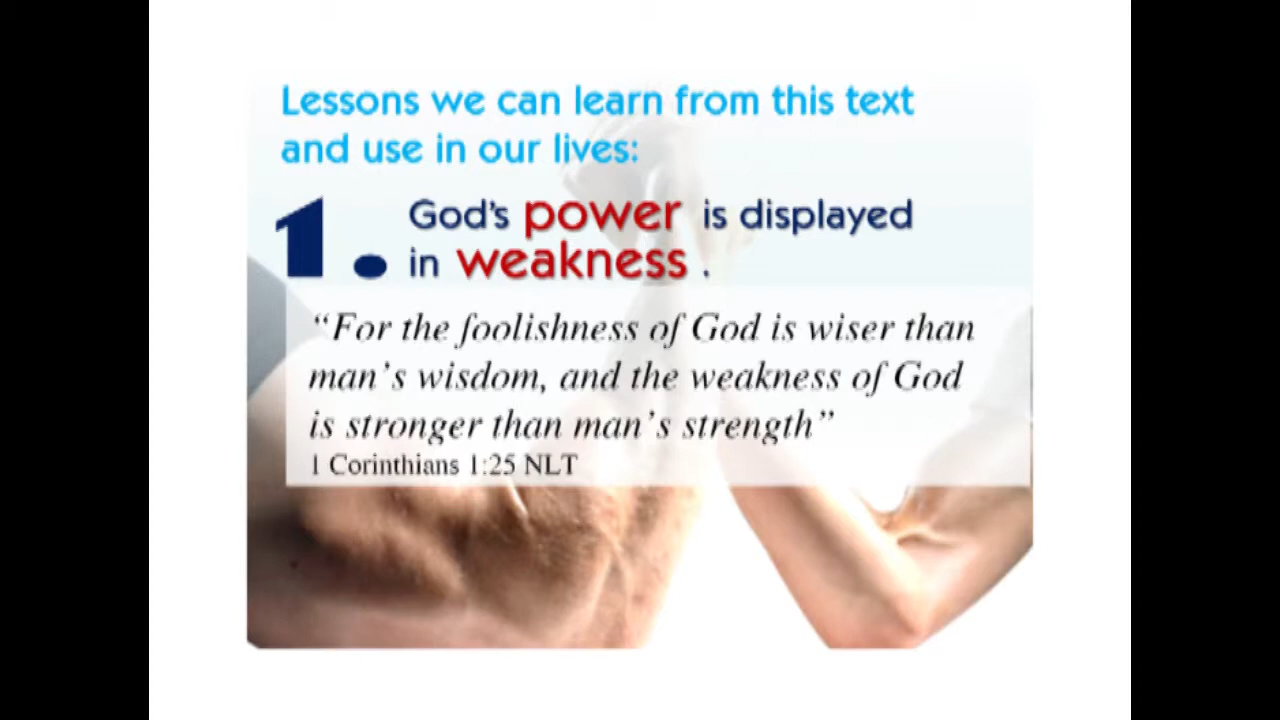 Lessons we can learn from this text
and use in our lives:
1. God's power is displayed
in weakness .
“For the foolishness of God is wiser than
man’s wisdom, and the weakness of God
is stronger than man’s strength”
1 Corinthians 1:25 NLT